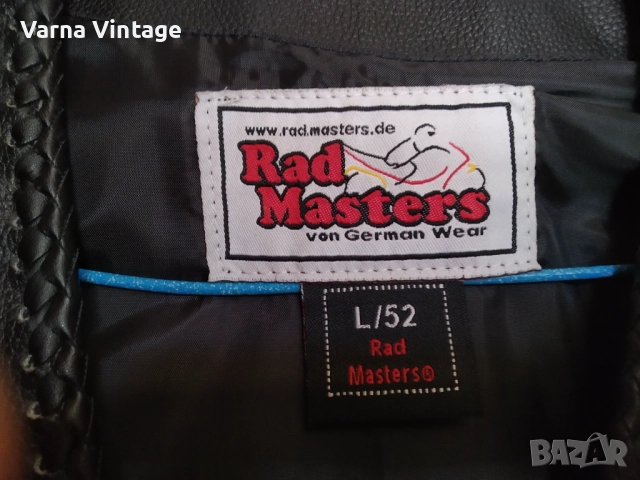 Varna Vintage
www.rad.masters.de
Rad
Masters
von German Wear
L/52
Rad
Masters®
BAZAR